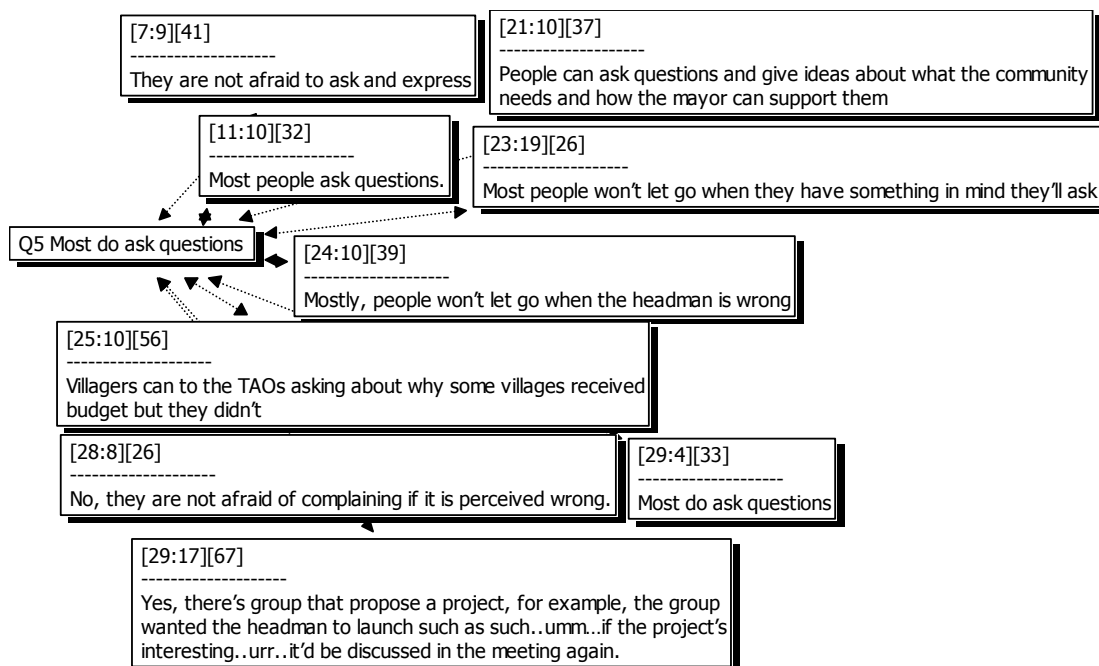 [7:9][41]
--------------------
They are not afraid to ask and express
[21:10][37]
--------------------
People can ask questions and give ideas about what the community
needs and how the mayor can support them
[11:10][32]
--------------------
Most people ask questions.
[23:19][26]
--------------------
Most people won't let go when they have something in mind they'll ask
Q5 Most do ask questions
[24:10][39]
--------------------
Mostly, people won't let go when the headman is wrong
[25:10][56]
--------------------
Villagers can to the TAOs asking about why some villages received
budget but they didn't
[28:8][26]
--------------------
No, they are not afraid of complaining if it is perceived wrong.
[29:4][33]
--------------------
Most do ask questions
[29:17][67]
--------------------
Yes, there's group that propose a project, for example, the group
wanted the headman to launch such as such..umm...if the project's
interesting..urr..it'd be discussed in the meeting again.